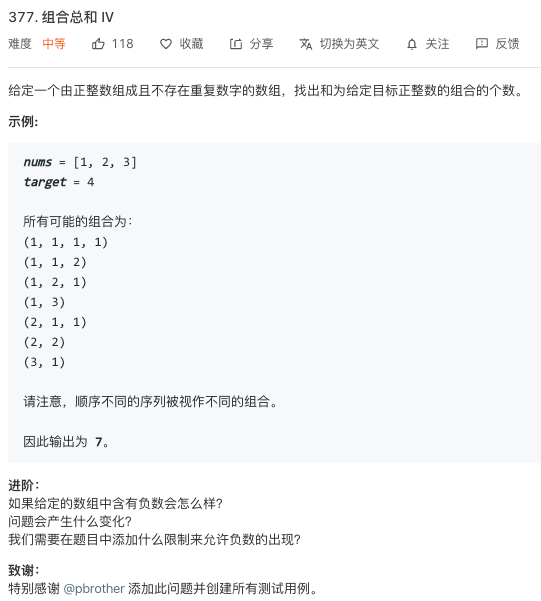 377. 组合总和 IV
难度 中等 118 收藏 分享 切换为英文 关注 反馈
给定一个由正整数组成且不存在重复数字的数组，找出和为给定目标正整数的组合的个数。
示例:
nums = [1, 2, 3]
target = 4
所有可能的组合为：
(1, 1, 1, 1)
(1, 1, 2)
(1, 2, 1)
(1, 3)
(2, 1, 1)
(2, 2)
(3, 1)
请注意，顺序不同的序列被视作不同的组合。
因此输出为 7。
进阶：
如果给定的数组中含有负数会怎么样？
问题会产生什么变化？
我们需要在题目中添加什么限制来允许负数的出现？
致谢：
特别感谢 @pbrother 添加此问题并创建所有测试用例。